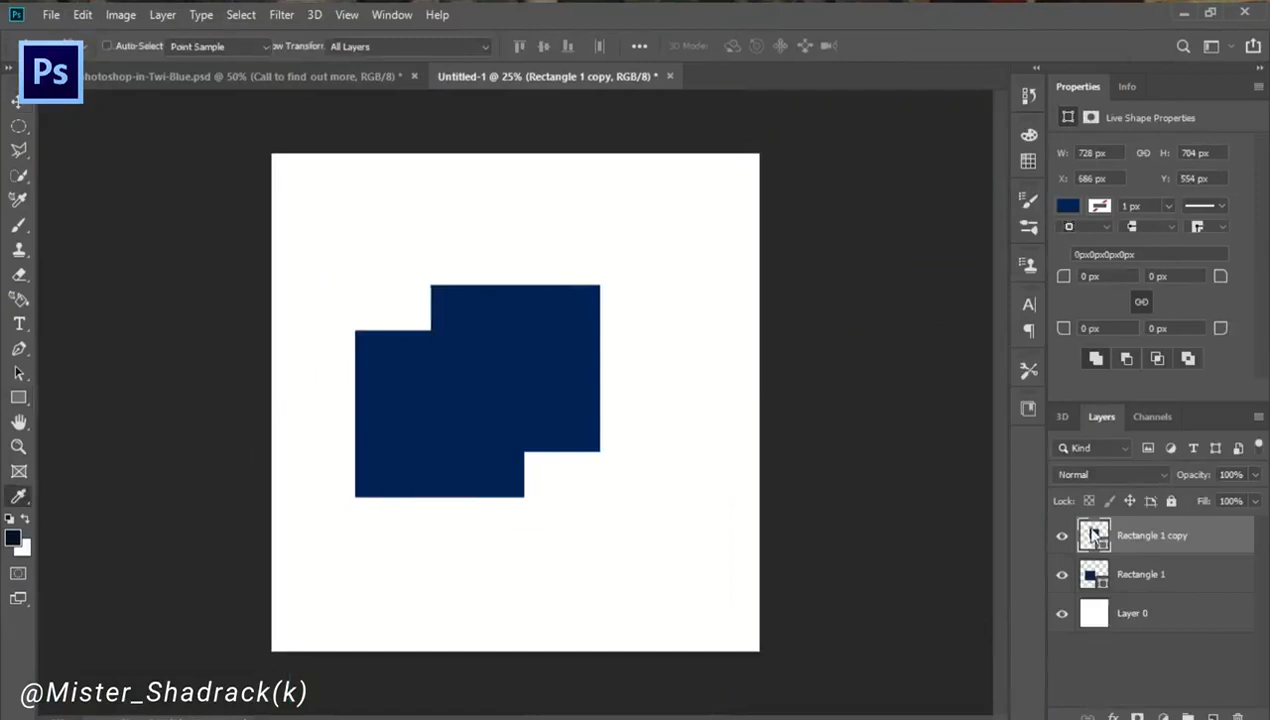 Ps File Edit Image Layer Type Select Filter 3D View Window Help
Auto-Select Point Sample ow Transform: All Layers 3D Mode:
Ps
hotoshop-in-Twi-Blue.psd @ 50% (Call to find out more, RGB/8) * Untitled-1 @ 25% (Rectangle 1 copy, RGB/8) *
Properties Info
Live Shape Properties
W: 728 px H: 704 px
X: 686 px Y: 554 px
1 px
0px0px0px0px
0 px 0 px
0 px 0 px
3D Layers Channels
Kind
Normal Opacity: 100%
Lock: Fill: 100%
Rectangle 1 copy
Rectangle 1
Layer 0
@Mister_Shadrack(k)